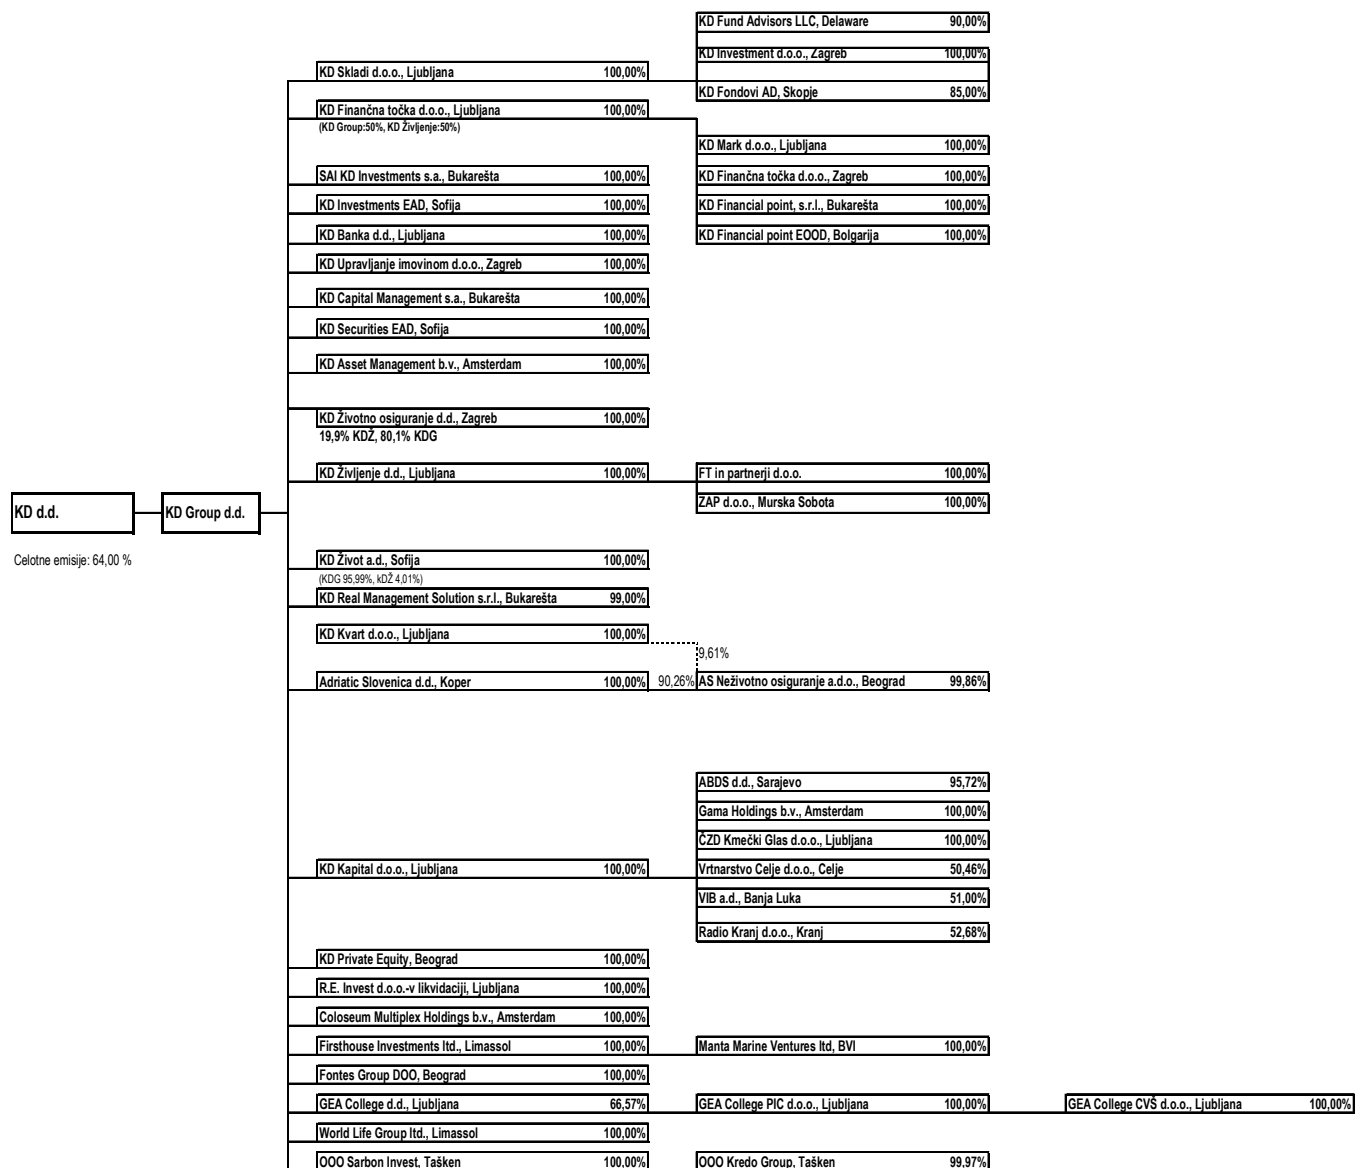 KD Fund Advisors LLC, Delaware 90,00%
KD Investment d.o.o., Zagreb 100,00%
KD Skladi d.o.o., Ljubljana 100,00%
KD Fondovi AD, Skopje 85,00%
KD Finančna točka d.o.o., Ljubljana 100,00%
(KD Group:50%, KD Življenje:50%)
KD Mark d.o.o., Ljubljana 100,00%
SAI KD Investments s.a., Bukarešta 100,00% KD Finančna točka d.o.o., Zagreb 100,00%
KD Investments EAD, Sofija 100,00% KD Financial point, s.r.l., Bukarešta 100,00%
KD Banka d.d., Ljubljana 100,00% KD Financial point EOOD, Bolgarija 100,00%
KD Upravljanje imovinom d.o.o., Zagreb 100,00%
KD Capital Management s.a., Bukarešta 100,00%
KD Securities EAD, Sofija 100,00%
KD Asset Management b.v., Amsterdam 100,00%
KD Životno osiguranje d.d., Zagreb 100,00%
19,9% KDŽ, 80,1% KDG
KD Življenje d.d., Ljubljana 100,00% FT in partnerji d.o.o. 100,00%
ZAP d.o.o., Murska Sobota 100,00%
KD d.d. KD Group d.d.
Celotne emisije: 64,00 % KD Život a.d., Sofija 100,00%
(KDG 95,99%, kDŽ 4,01%)
KD Real Management Solution s.r.l., Bukarešta 99,00%
KD Kvart d.o.o., Ljubljana 100,00%
9,61%
Adriatic Slovenica d.d., Koper 100,00% 90,26% AS Neživotno osiguranje a.d.o., Beograd 99,86%
ABDS d.d., Sarajevo 95,72%
Gama Holdings b.v., Amsterdam 100,00%
ČZD Kmečki Glas d.o.o., Ljubljana 100,00%
KD Kapital d.o.o., Ljubljana 100,00% Vrtnarstvo Celje d.o.o., Celje 50,46%
VIB a.d., Banja Luka 51,00%
Radio Kranj d.o.o., Kranj 52,68%
KD Private Equity, Beograd 100,00%
R.E. Invest d.o.o.-v likvidaciji, Ljubljana 100,00%
Coloseum Multiplex Holdings b.v., Amsterdam 100,00%
Firsthouse Investments ltd., Limassol 100,00% Manta Marine Ventures ltd, BVI 100,00%
Fontes Group DOO, Beograd 100,00%
GEA College d.d., Ljubljana 66,57% GEA College PIC d.o.o., Ljubljana 100,00% GEA College CVŠ d.o.o., Ljubljana 100,00%
World Life Group ltd., Limassol 100,00%
OOO Sarbon Invest, Tašken 100,00% OOO Kredo Group, Tašken 99,97%